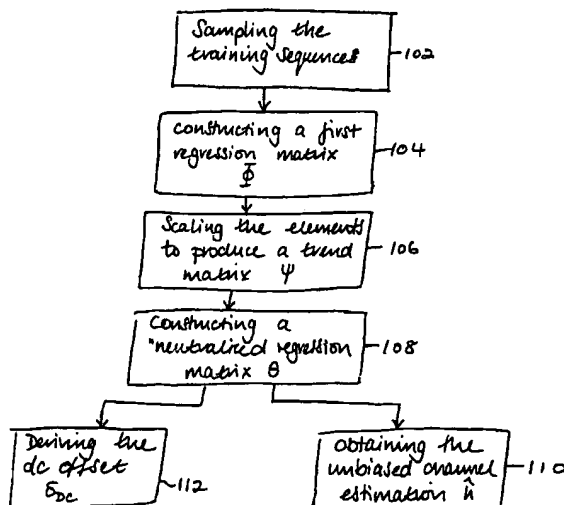 Sampling the
training sequences
102
constructing a first
regression matrix
Φ
104
Scaling the elements
to produce a trend
matrix ψ
106
Constructing a
"neutralised regression
matrix θ
108
Deriving the
dc offset
δDC
112
obtaining the
unbiased channel
estimation ĥ
110